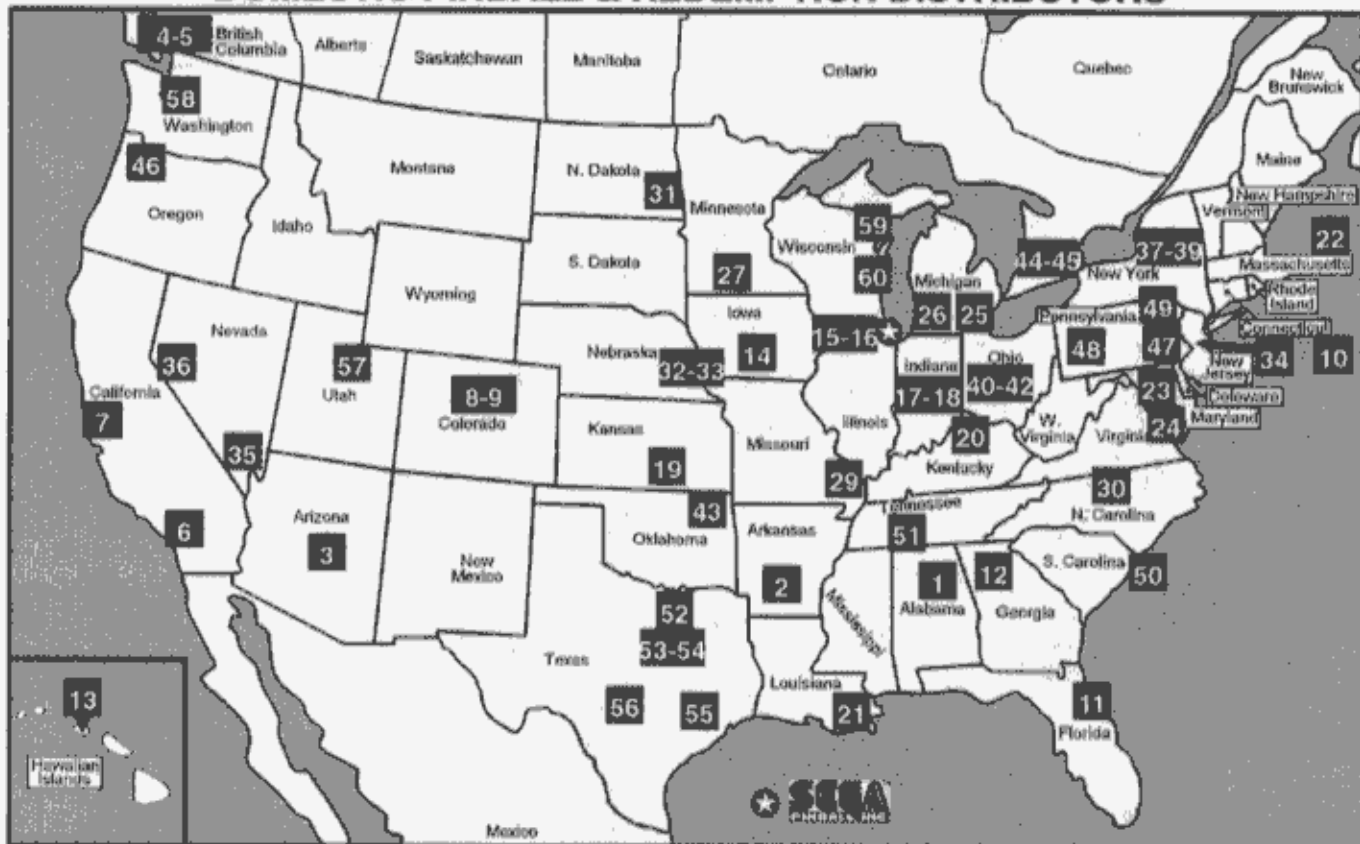 4-5
British
Columbia
Alberta
Saskatchewan
Manitoba
Ontario
Quebec
New
Brunswick
58
Washington
46
Oregon
Idaho
Montana
N. Dakota
31
Minnesota
Maine
New Hampshire
Vermont
22
Massachusetts
Rhode
Island
Connecticut
59
Wisconsin
60
Michigan
26
25
44-45
37-39
New York
S. Dakota
27
Wyoming
Nevada
36
Iowa
14
15-16
Nebraska
32-33
Pennsylvania
49
48
47
New
Jersey
34
10
Delaware
Maryland
23
24
57
Utah
8-9
Colorado
California
7
35
6
Kansas
19
Missouri
29
Illinois
Indiana
17-18
Ohio
40-42
20
Kentucky
W.
Virginia
Virginia
Arizona
3
New
Mexico
43
Oklahoma
Arkansas
2
Tennessee
51
30
N. Carolina
S. Carolina
50
1
Alabama
12
Georgia
Mississippi
52
53-54
Texas
56
55
Louisiana
21
11
Florida
13
Hawaiian
Islands
Mexico
SEGA
PINBALL INC